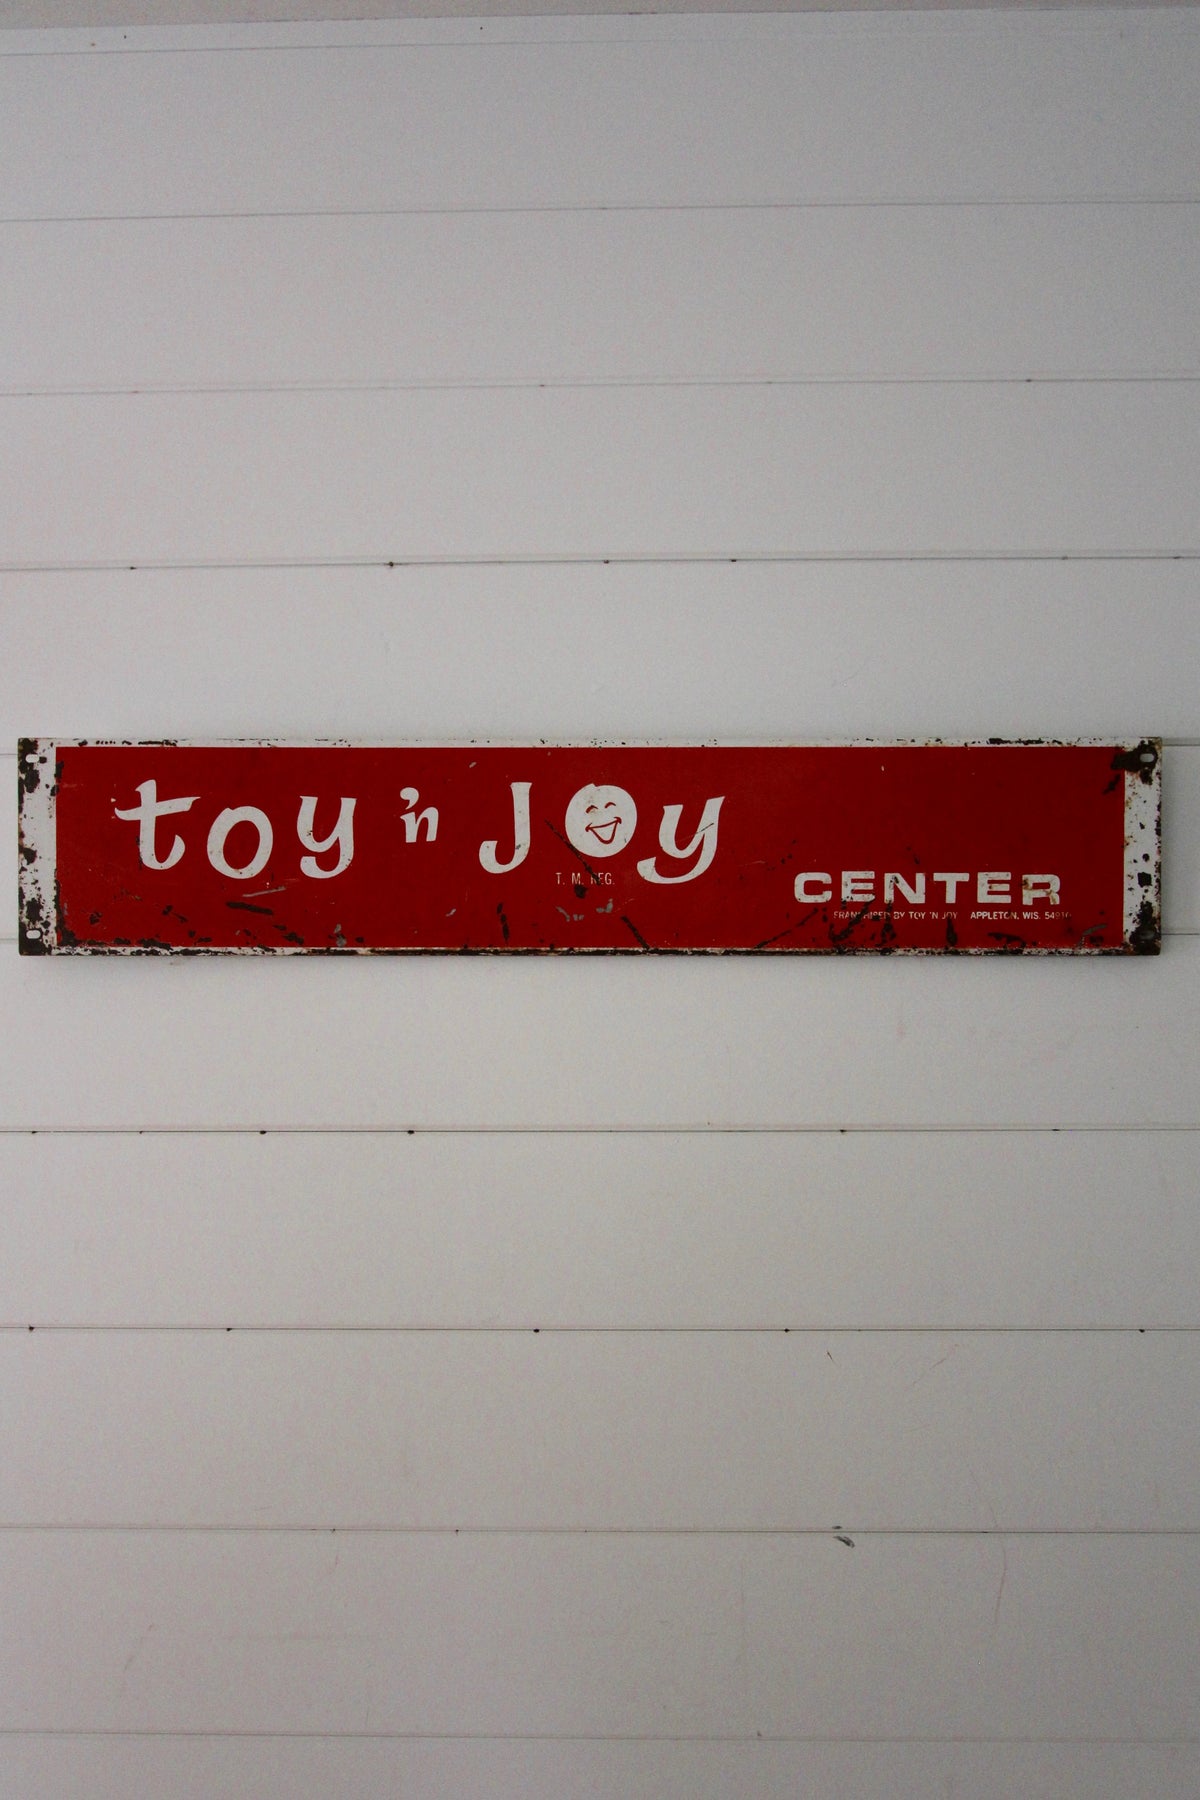 toy 'n Joy
T. M. REG.
CENTER
FRANCHISED BY TOY 'N JOY APPLETON, WIS.